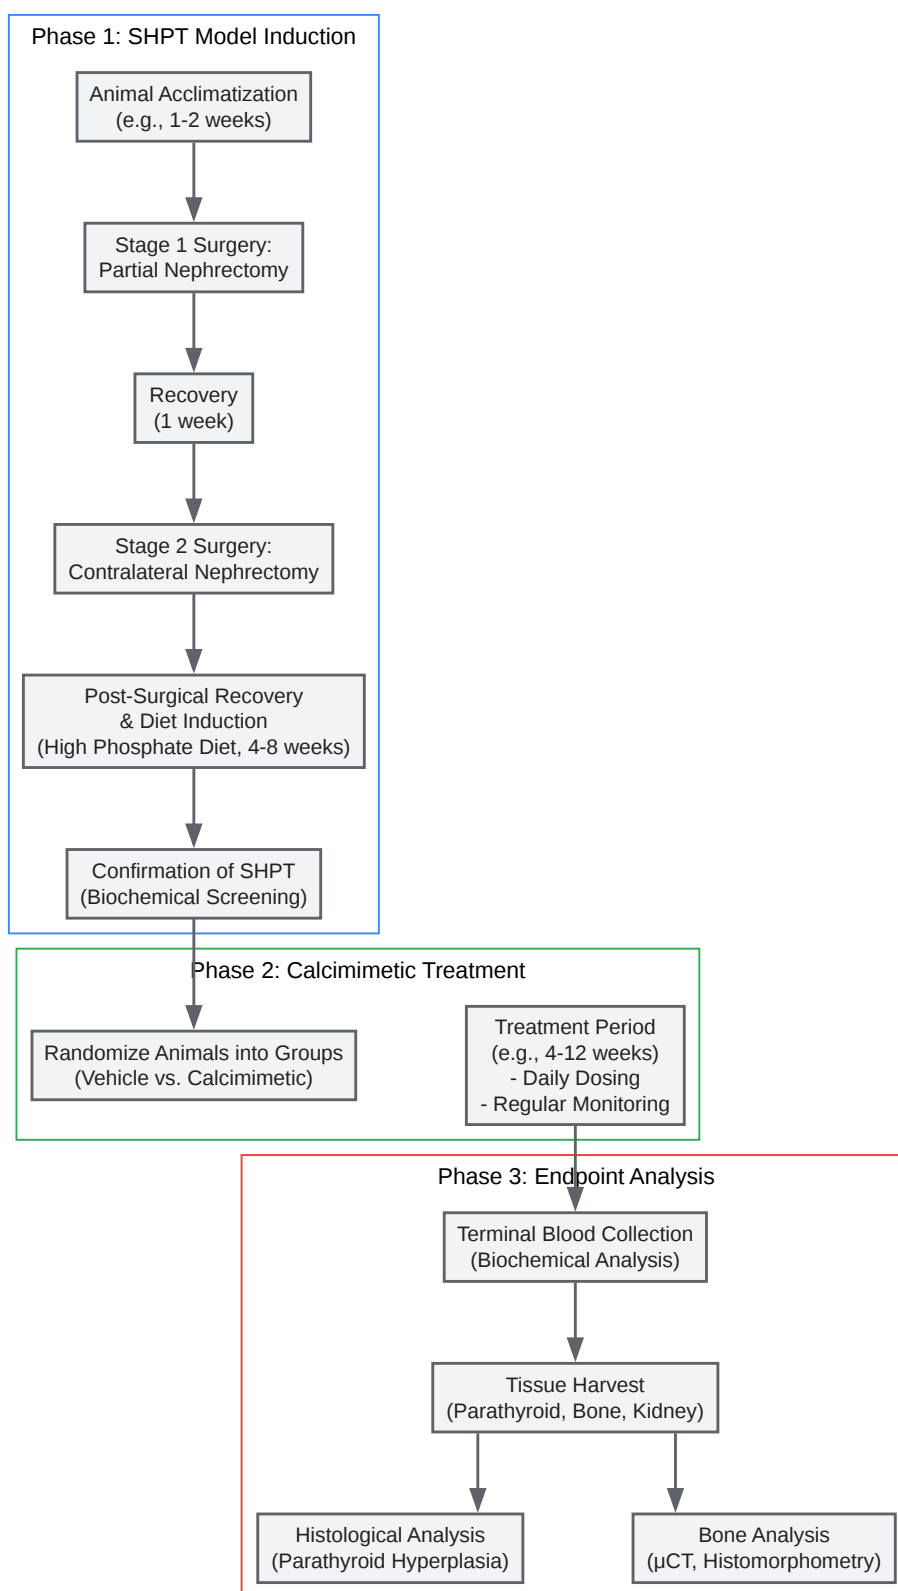 Phase 1: SHPT Model Induction
Animal Acclimatization
(e.g., 1-2 weeks)
Stage 1 Surgery:
Partial Nephrectomy
Recovery
(1 week)
Stage 2 Surgery:
Contralateral Nephrectomy
Post-Surgical Recovery
& Diet Induction
(High Phosphate Diet, 4-8 weeks)
Confirmation of SHPT
(Biochemical Screening)
Phase 2: Calcimimetic Treatment
Randomize Animals into Groups
(Vehicle vs. Calcimimetic)
Treatment Period
(e.g., 4-12 weeks)
- Daily Dosing
- Regular Monitoring
Phase 3: Endpoint Analysis
Terminal Blood Collection
(Biochemical Analysis)
Tissue Harvest
(Parathyroid, Bone, Kidney)
Histological Analysis
(Parathyroid Hyperplasia)
Bone Analysis
(μCT, Histomorphometry)